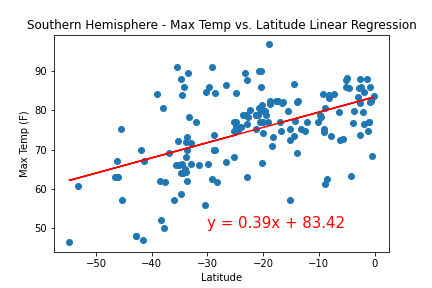 Southern Hemisphere - Max Temp vs. Latitude Linear Regression
90
80
70
60
50
Max Temp (F)
y = 0.39x + 83.42
−50
−40
−30
−20
−10
0
Latitude